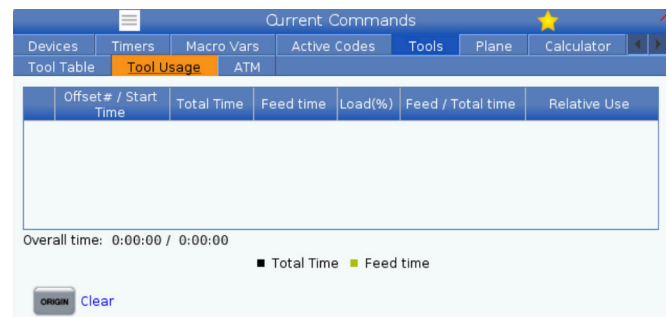 Current Commands
Devices Timers Macro Vars Active Codes Tools Plane Calculator
Tool Table Tool Usage ATM
Offset# / Start Time Total Time Feed time Load(%) Feed / Total time Relative Use
Overall time: 0:00:00 / 0:00:00
Total Time Feed time
ORIGIN Clear